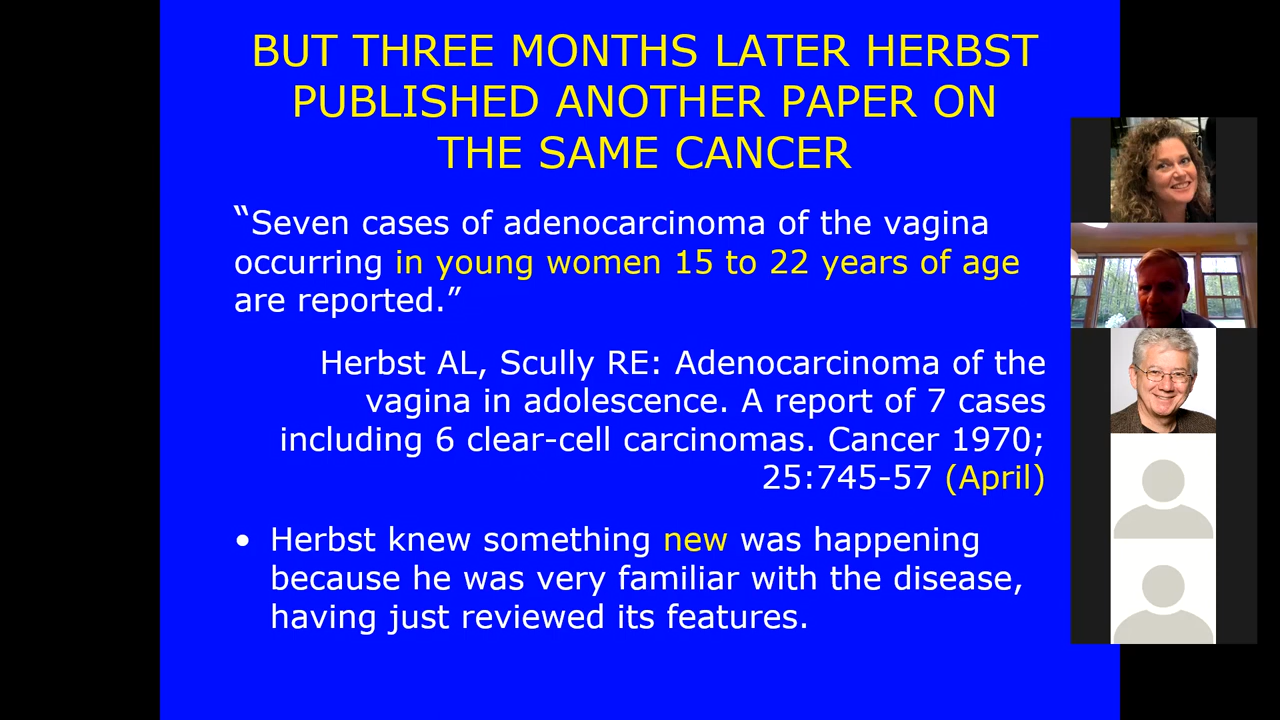 BUT THREE MONTHS LATER HERBST
PUBLISHED ANOTHER PAPER ON
THE SAME CANCER
“Seven cases of adenocarcinoma of the vagina
occurring in young women 15 to 22 years of age
are reported.”
Herbst AL, Scully RE: Adenocarcinoma of the
vagina in adolescence. A report of 7 cases
including 6 clear-cell carcinomas. Cancer 1970;
25:745-57 (April)
• Herbst knew something new was happening
because he was very familiar with the disease,
having just reviewed its features.